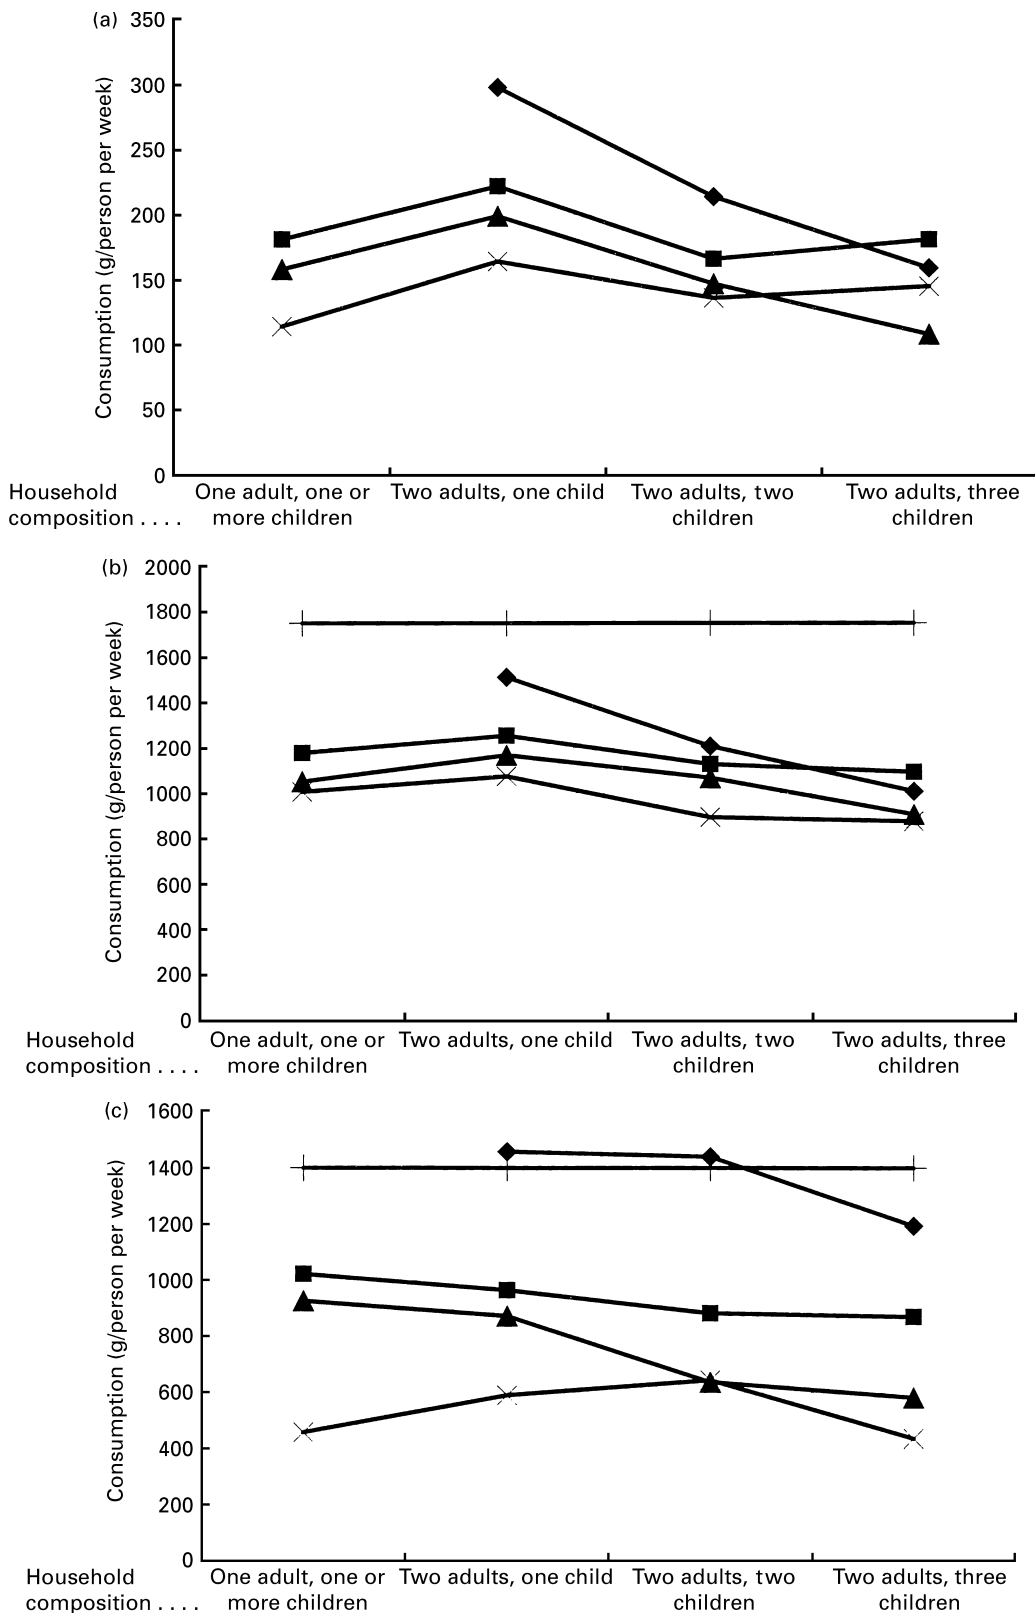 (a)
350
300
250
200
150
100
50
0
Consumption (g/person per week)
Household composition . . . .
One adult, one or more children
Two adults, one child
Two adults, two children
Two adults, three children
(b)
2000
1800
1600
1400
1200
1000
800
600
400
200
0
Consumption (g/person per week)
Household composition . . . .
One adult, one or more children
Two adults, one child
Two adults, two children
Two adults, three children
(c)
1600
1400
1200
1000
800
600
400
200
0
Consumption (g/person per week)
Household composition . . . .
One adult, one or more children
Two adults, one child
Two adults, two children
Two adults, three children